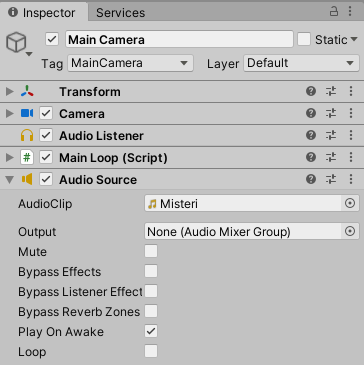 Inspector Services
Main Camera Static
Tag MainCamera Layer Default
Transform
Camera
Audio Listener
# Main Loop (Script)
Audio Source
AudioClip Misteri
Output None (Audio Mixer Group)
Mute
Bypass Effects
Bypass Listener Effect
Bypass Reverb Zones
Play On Awake
Loop